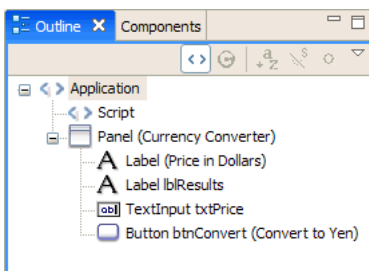 Outline Components
Application
Script
Panel (Currency Converter)
A Label (Price in Dollars)
A Label lblResults
ab TextInput txtPrice
Button btnConvert (Convert to Yen)